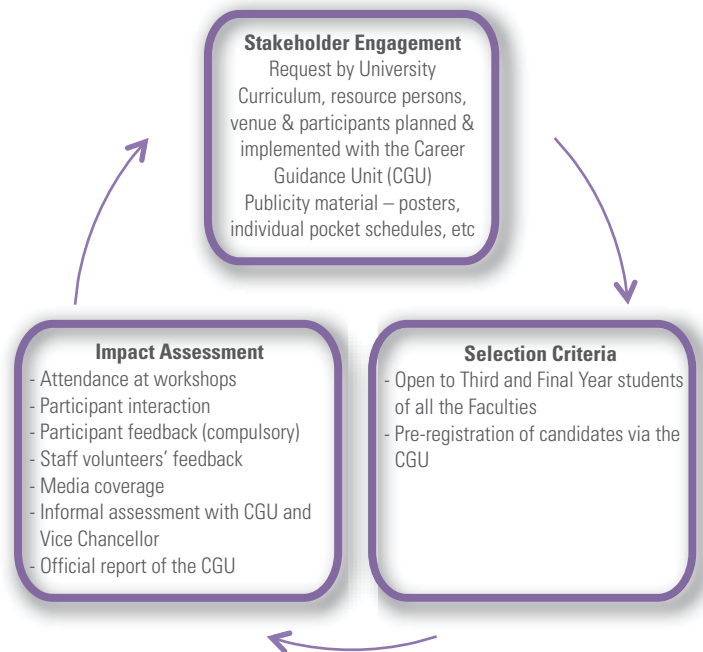 Stakeholder Engagement
Request by University
Curriculum, resource persons,
venue & participants planned &
implemented with the Career
Guidance Unit (CGU)
Publicity material – posters,
individual pocket schedules, etc
Impact Assessment
- Attendance at workshops
- Participant interaction
- Participant feedback (compulsory)
- Staff volunteers’ feedback
- Media coverage
- Informal assessment with CGU and
Vice Chancellor
- Official report of the CGU
Selection Criteria
- Open to Third and Final Year students
of all the Faculties
- Pre-registration of candidates via the
CGU